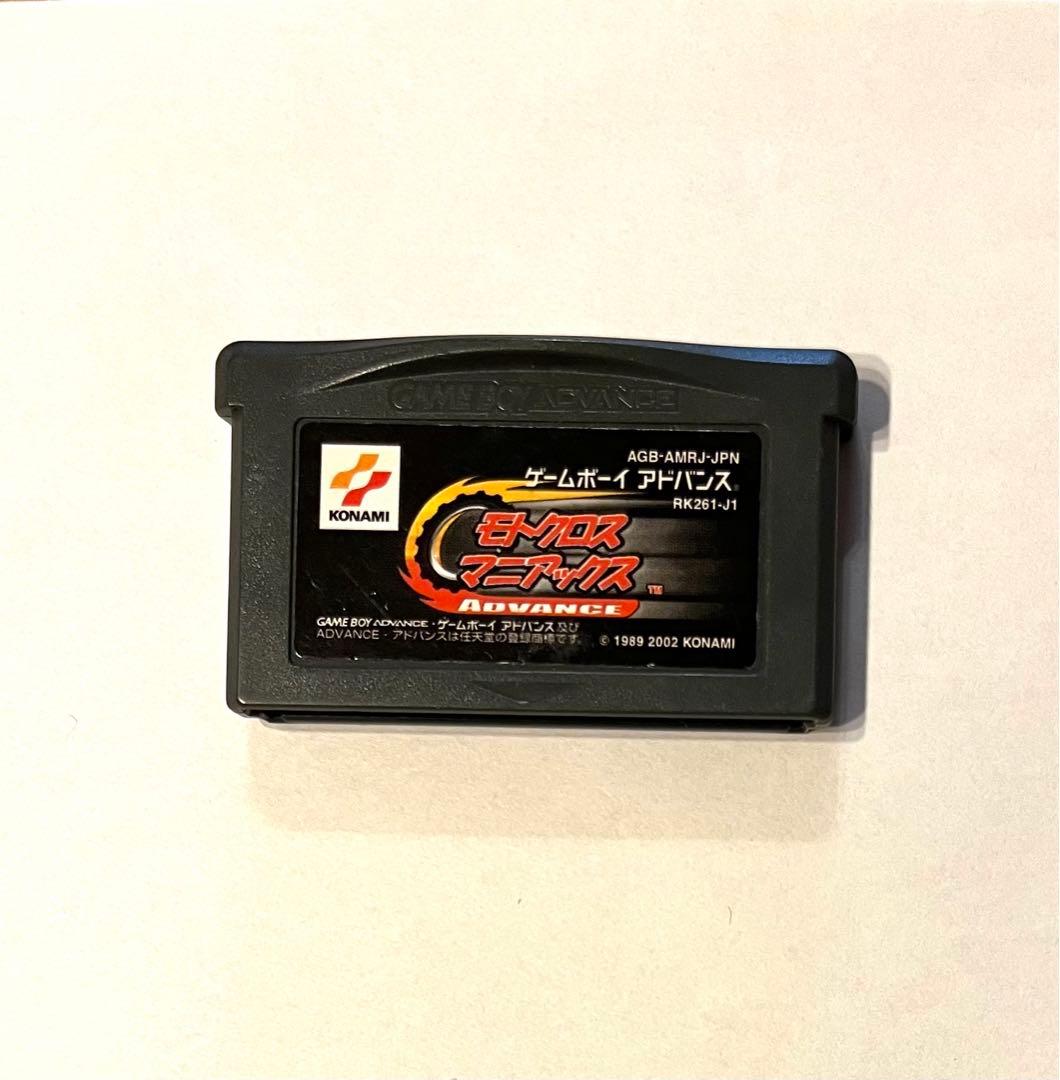 GAME BOY ADVANCE
KONAMI
AGB-AMRJ-JPN
ゲームボーイ アドバンス®
RK261-J1
モトクロス
マニアックス™
ADVANCE
GAME BOY ADVANCE・ゲームボーイ アドバンス及び
ADVANCE・アドバンスは任天堂の登録商標です。
© 1989 2002 KONAMI